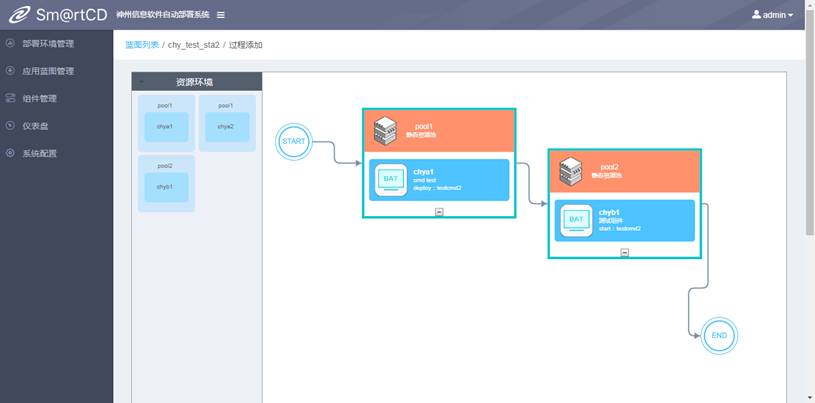 Sm@rtCD 神州信息软件自动部署系统 admin
部署环境管理
应用蓝图管理
组件管理
仪表盘
系统配置
蓝图列表 / chy_test_sta2 / 过程添加
资源环境
pool1
chya1
pool1
chya2
pool2
chyb1
START
pool1
静态资源池
BAT
chya1
cmd test
deploy : testcmd2
pool2
静态资源池
BAT
chyb1
测试组件
start : testcmd2
END